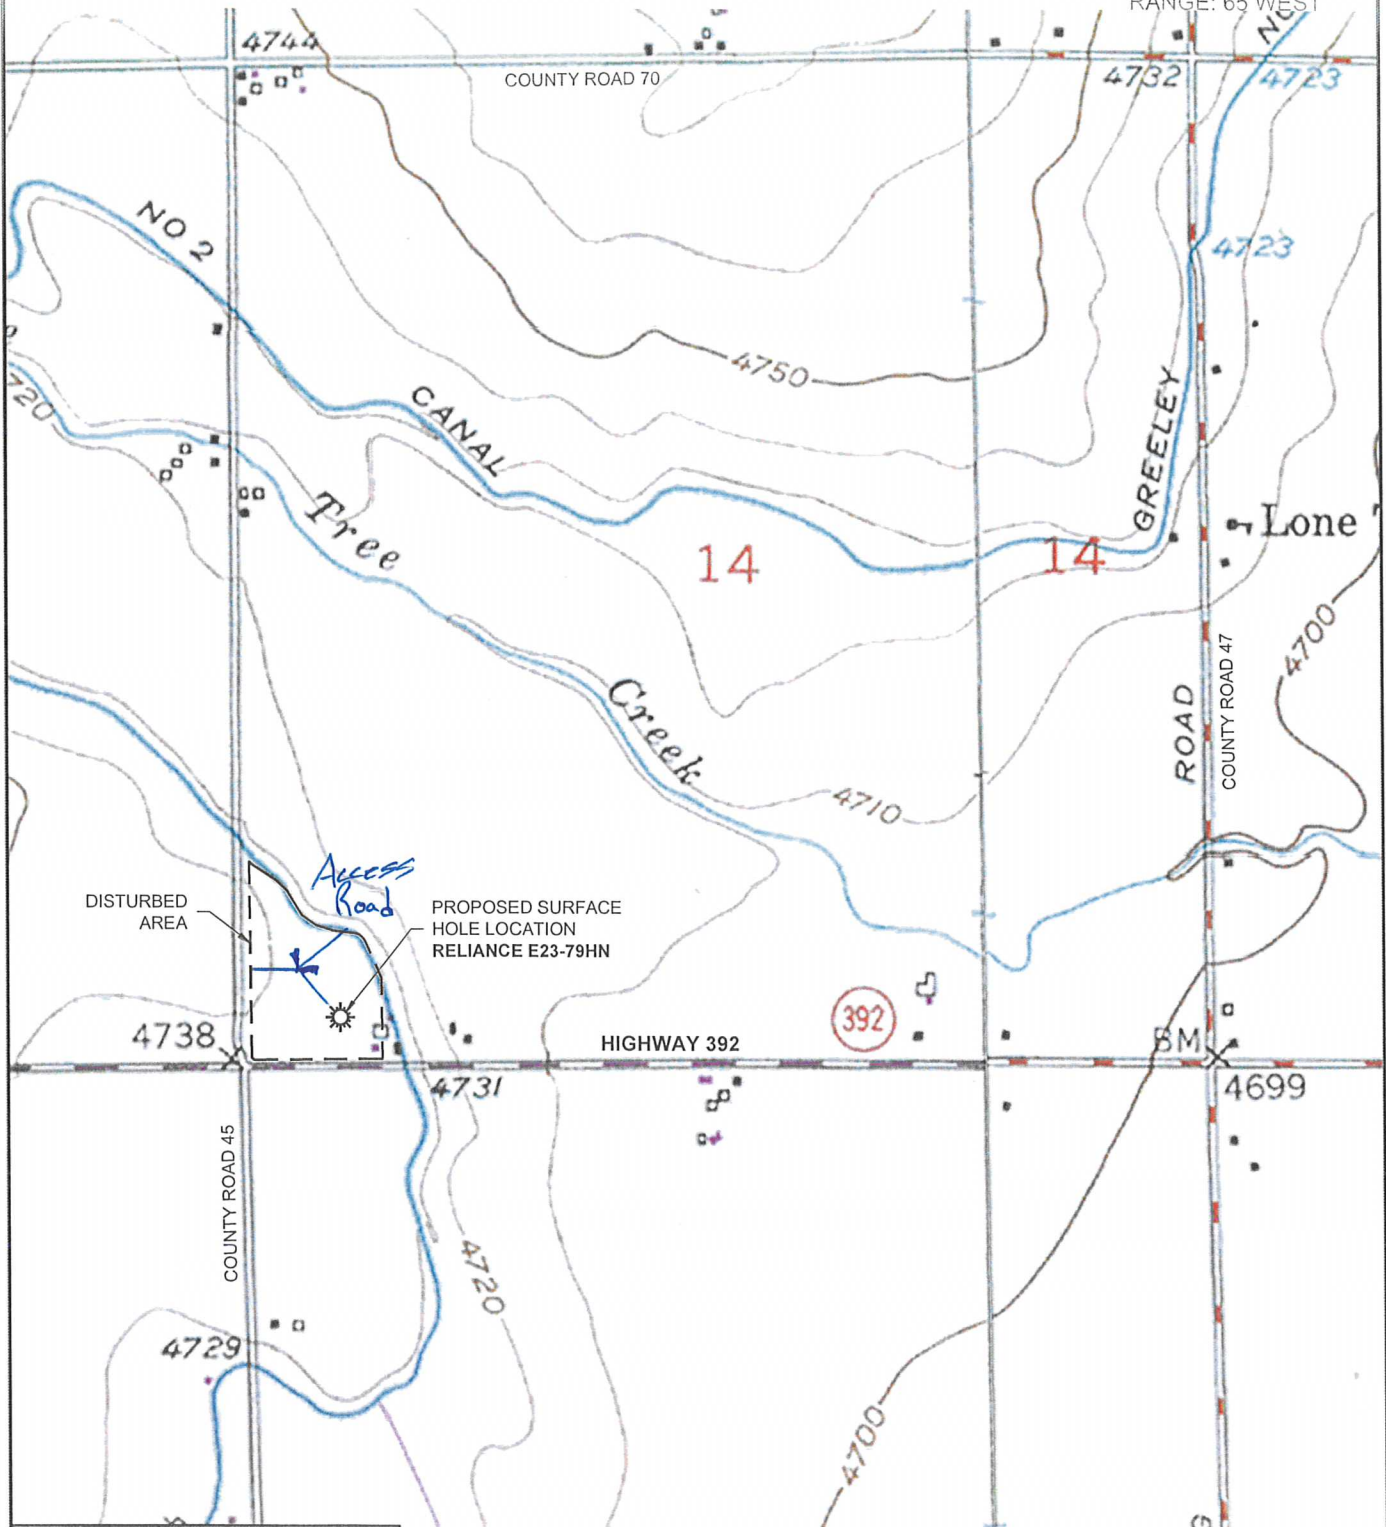 RANGE: 65 WEST
4744
COUNTY ROAD 70
4732
4723
NO
NO 2
4723
4750
720
CANAL
GREELEY
Tree
14
14
Lone
4700
Creek
ROAD
COUNTY ROAD 47
4710
Access
Road
DISTURBED
AREA
PROPOSED SURFACE
HOLE LOCATION
RELIANCE E23-79HN
392
4738
HIGHWAY 392
BM
4731
4699
COUNTY ROAD 45
4720
4729
4700